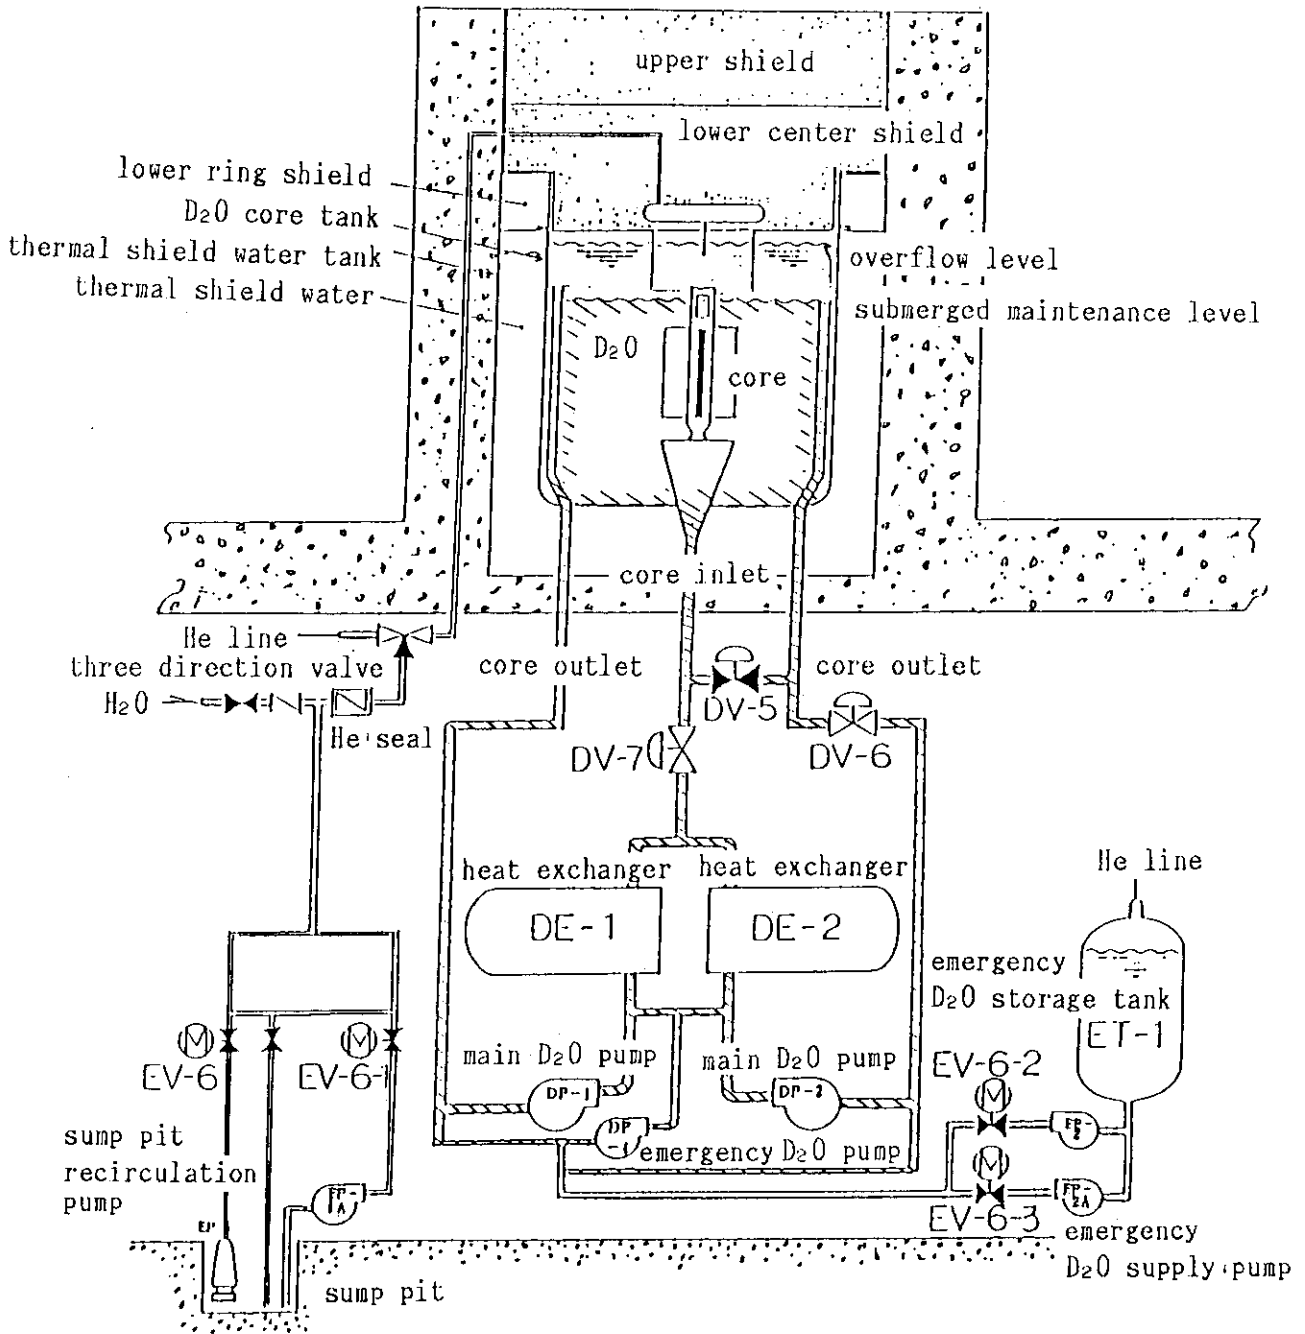 upper shield
lower center shield
lower ring shield
D₂O core tank
thermal shield water tank
thermal shield water
overflow level
submerged maintenance level
D₂O
core
core inlet
He line
three direction valve
H₂O
He seal
core outlet
core outlet
DV-5
DV-7
DV-6
heat exchanger
heat exchanger
DE-1
DE-2
He line
emergency
D₂O storage tank
ET-1
EV-6
EV-6-1
M
M
main D₂O pump
main D₂O pump
DP-1
DP-2
DP
emergency D₂O pump
EV-6-2
M
M
EV-6-3
emergency
D₂O supply pump
sump pit
recirculation
pump
sump pit